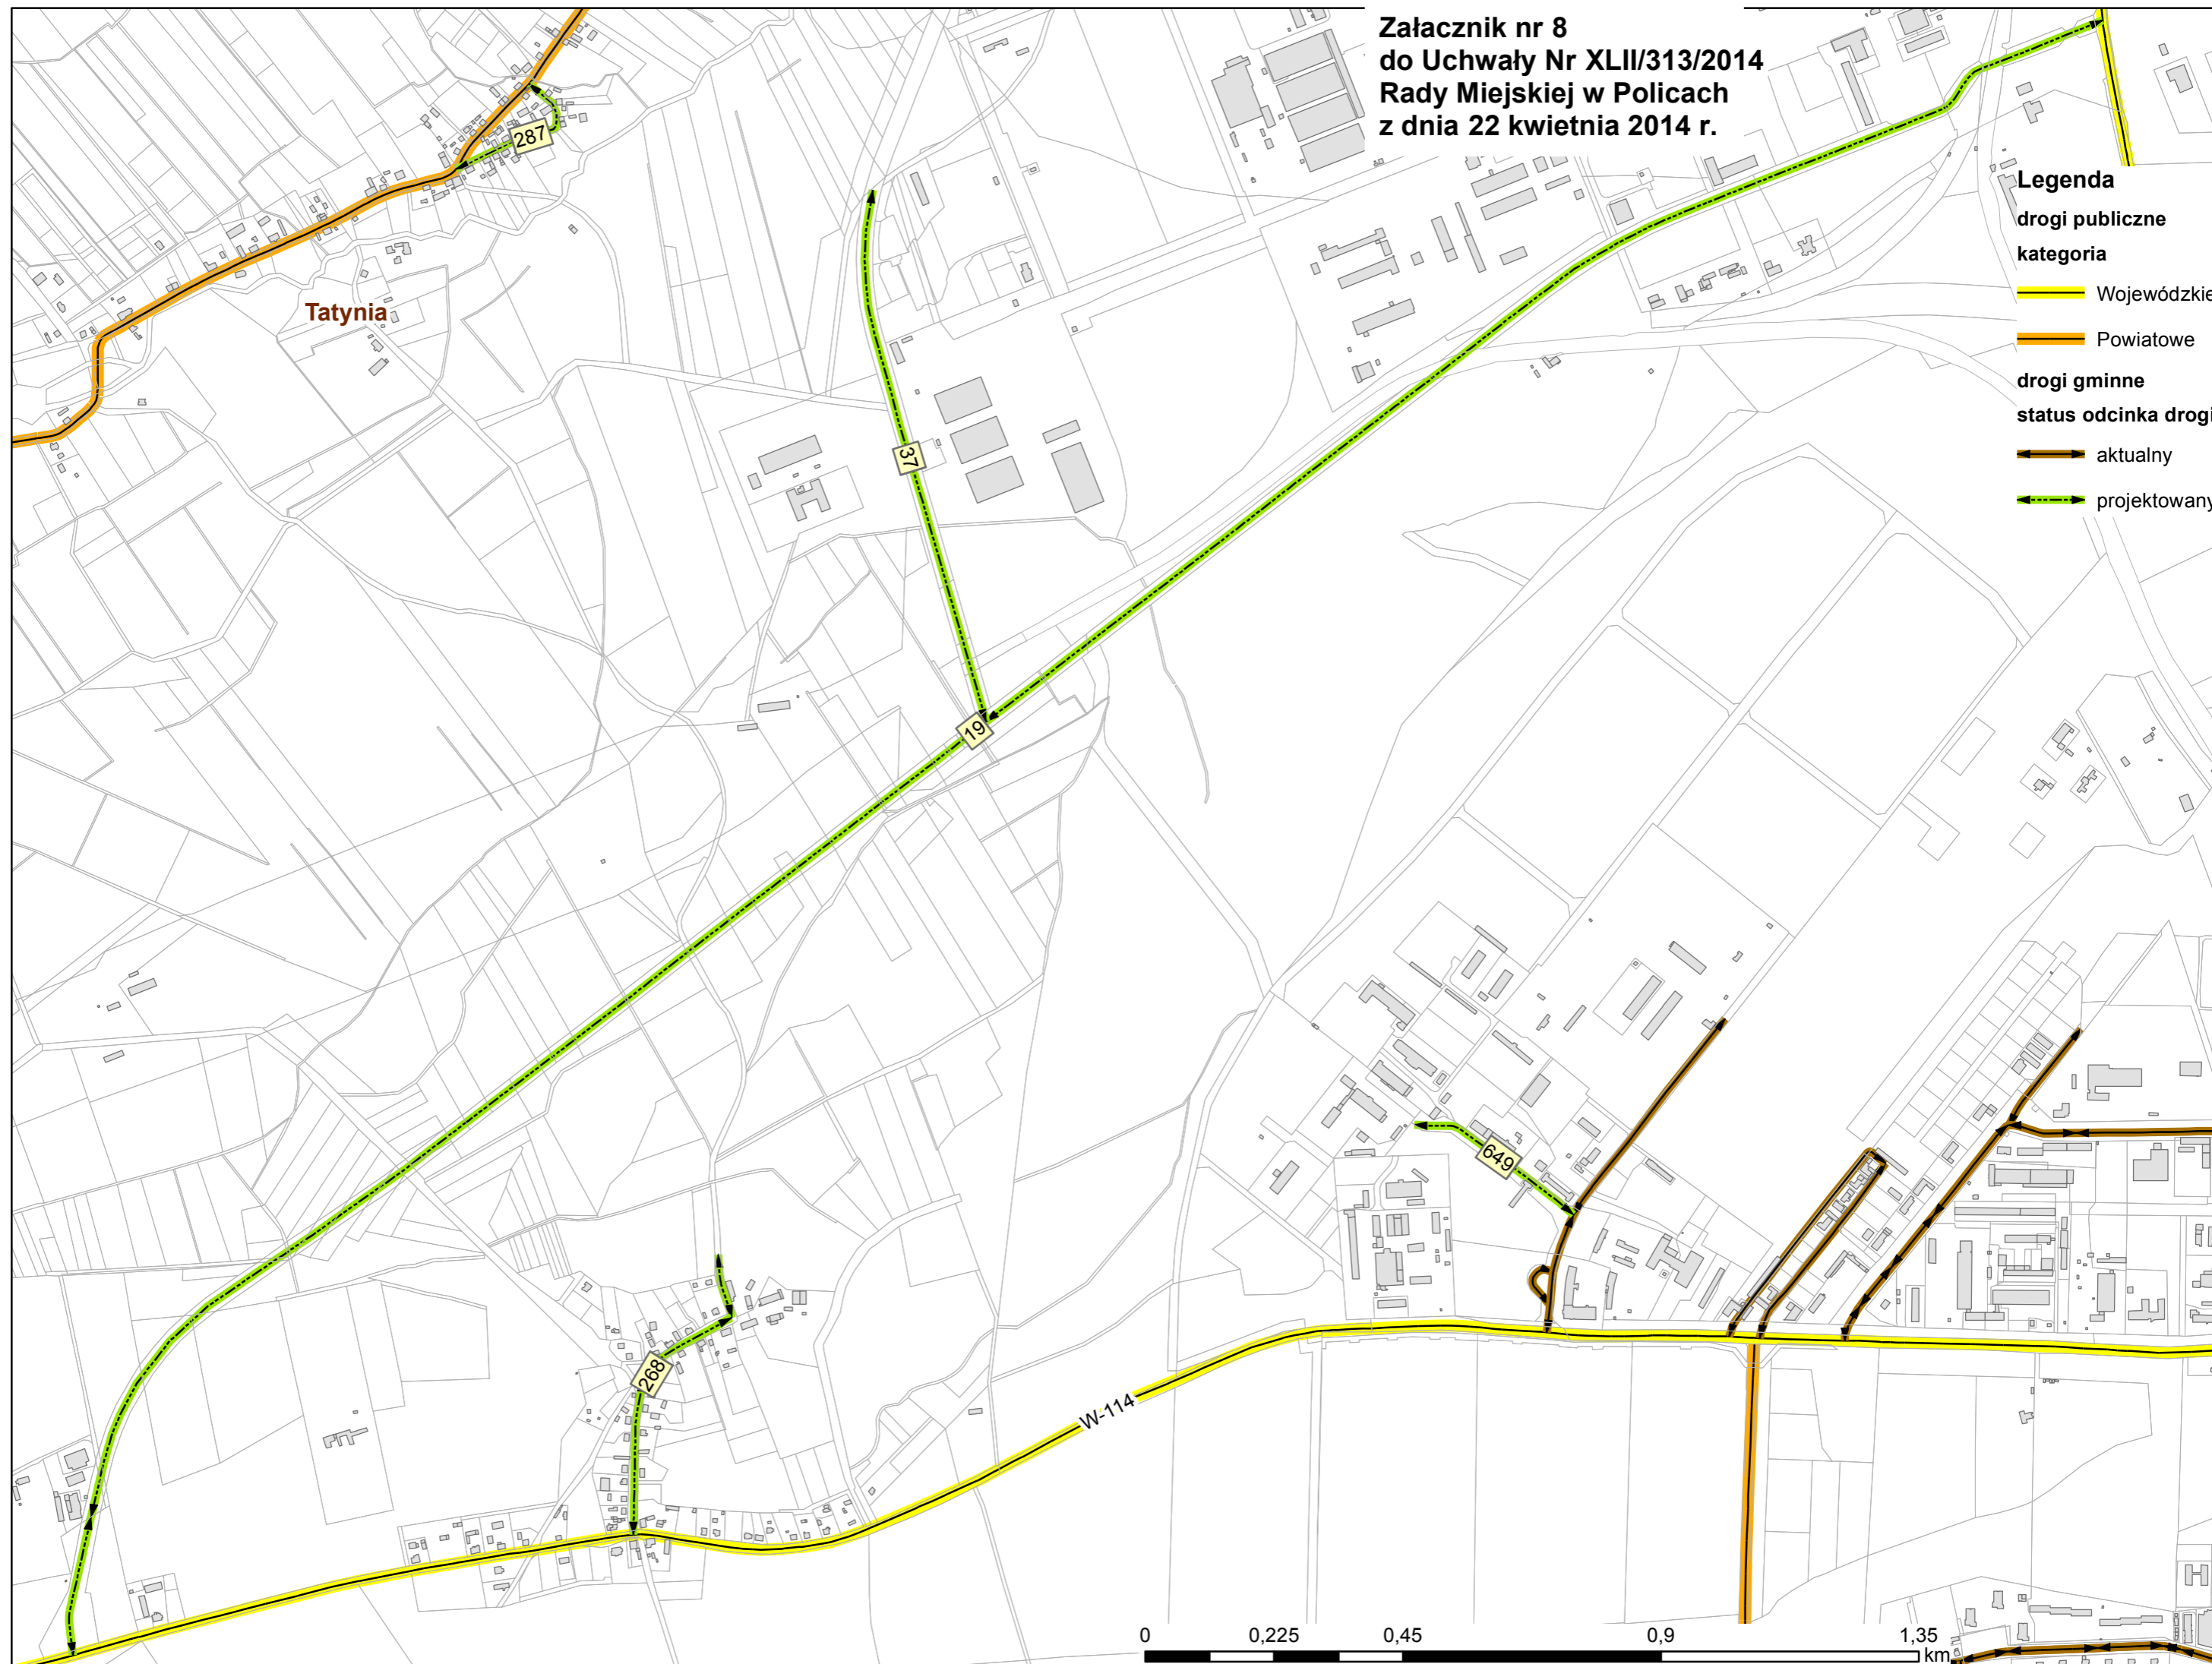 Załacznik nr 8
do Uchwały Nr XLII/313/2014
Rady Miejskiej w Policach
z dnia 22 kwietnia 2014 r.
Legenda
drogi publiczne
kategoria
Wojewódzkie
Powiatowe
drogi gminne
status odcinka drogi
aktualny
projektowany
287
Tatynia
37
19
649
268
W-114
0 0,225 0,45 0,9 1,35
km